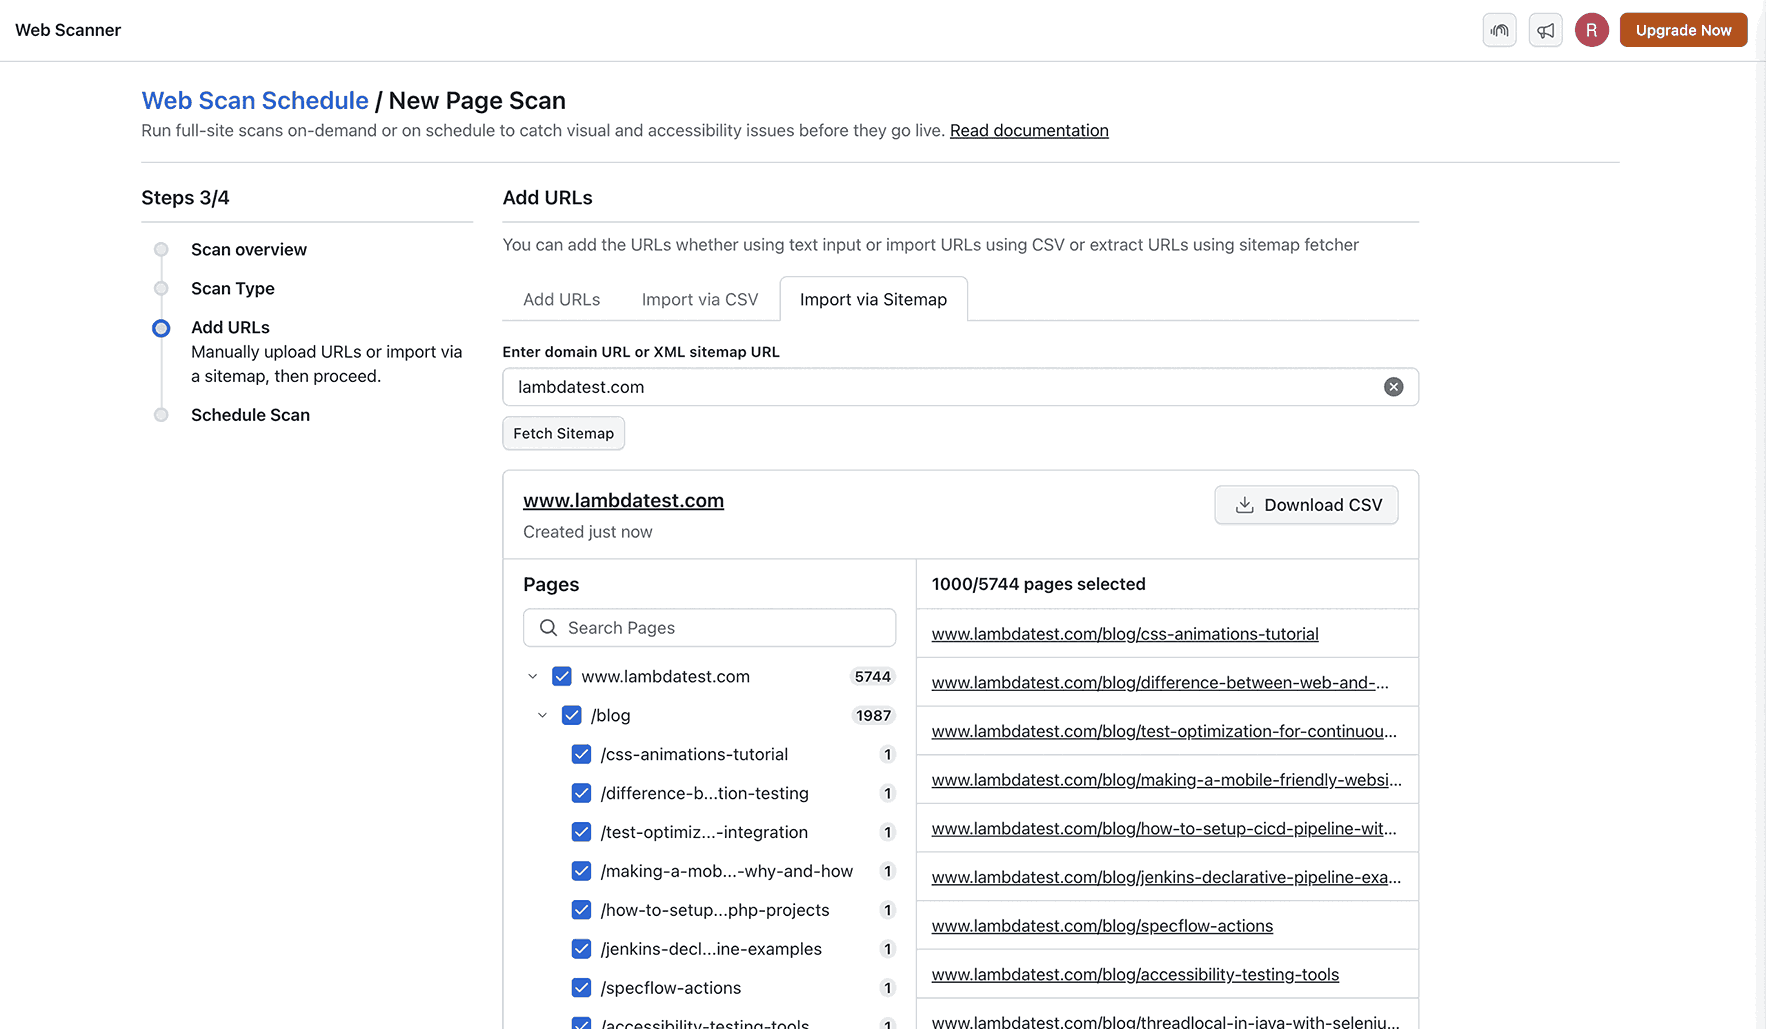 Web Scanner
R
Upgrade Now
Web Scan Schedule / New Page Scan
Run full-site scans on-demand or on schedule to catch visual and accessibility issues before they go live. Read documentation
Steps 3/4
Scan overview
Scan Type
Add URLs
Manually upload URLs or import via
a sitemap, then proceed.
Schedule Scan
Add URLs
You can add the URLs whether using text input or import URLs using CSV or extract URLs using sitemap fetcher
Add URLs
Import via CSV
Import via Sitemap
Enter domain URL or XML sitemap URL
lambdatest.com
Fetch Sitemap
www.lambdatest.com
Created just now
Download CSV
Pages
Search Pages
www.lambdatest.com 5744
/blog 1987
/css-animations-tutorial 1
/difference-b...tion-testing 1
/test-optimiz...-integration 1
/making-a-mob...-why-and-how 1
/how-to-setup...php-projects 1
/jenkins-decl...ine-examples 1
/specflow-actions 1
/accessibility-testing-tools 1
1000/5744 pages selected
www.lambdatest.com/blog/css-animations-tutorial
www.lambdatest.com/blog/difference-between-web-and-...
www.lambdatest.com/blog/test-optimization-for-continuou...
www.lambdatest.com/blog/making-a-mobile-friendly-websi...
www.lambdatest.com/blog/how-to-setup-cicd-pipeline-wit...
www.lambdatest.com/blog/jenkins-declarative-pipeline-exa...
www.lambdatest.com/blog/specflow-actions
www.lambdatest.com/blog/accessibility-testing-tools
www.lambdatest.com/blog/threadlocal-in-java-with-seleniu...